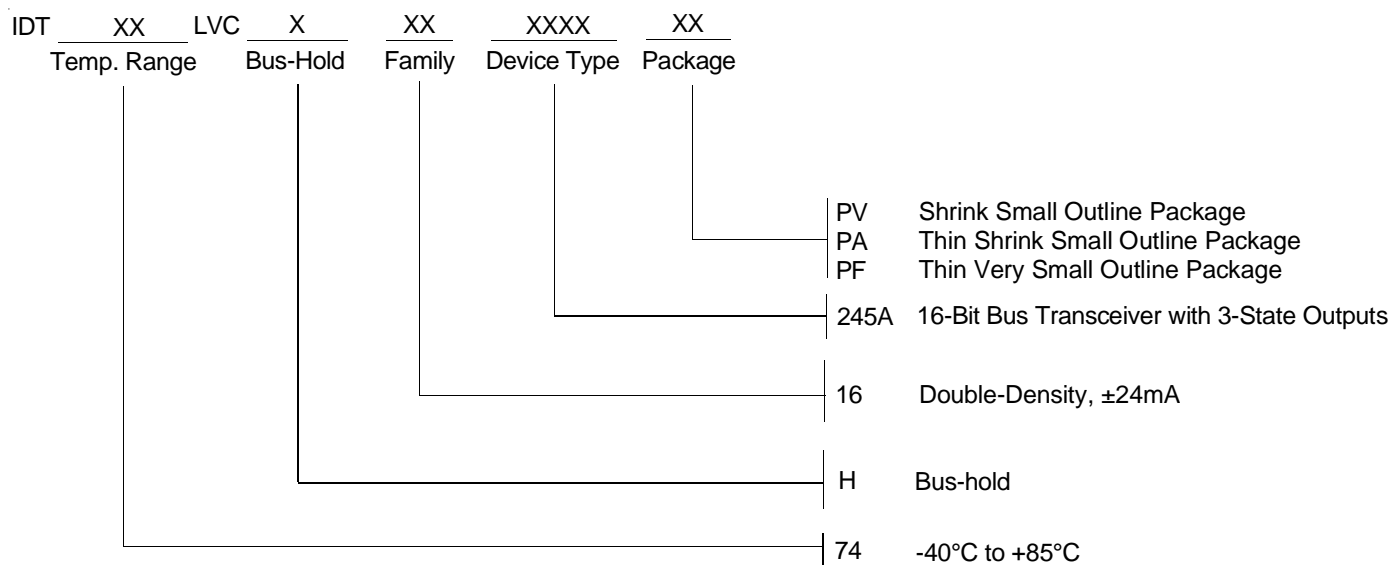 IDT XX LVC X XX XXXX XX
Temp. Range Bus-Hold Family Device Type Package
PV Shrink Small Outline Package
PA Thin Shrink Small Outline Package
PF Thin Very Small Outline Package
245A 16-Bit Bus Transceiver with 3-State Outputs
16 Double-Density, ±24mA
H Bus-hold
74 -40°C to +85°C